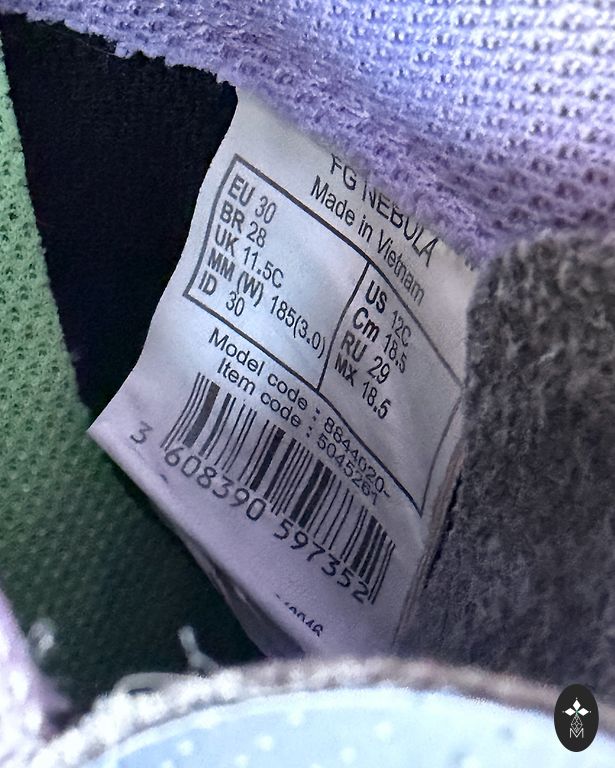 FG NEBULA
Made in Vietnam
EU 30
BR 28
UK 11.5C
MM (W) 185(3.0)
ID 30
US 12C
Cm 18.5
RU 29
MX 18.5
Model code : 8844020-
Item code : 5045261
3 608390 597352